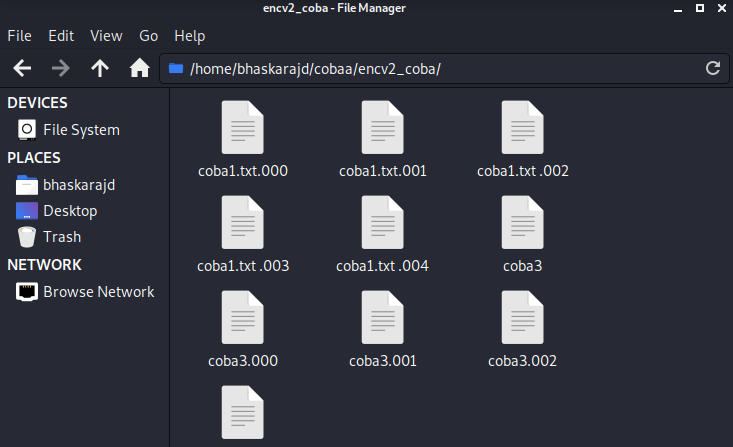 encv2_coba - File Manager
File Edit View Go Help
/home/bhaskarajd/cobaa/encv2_coba/
DEVICES
File System
PLACES
bhaskarajd
Desktop
Trash
NETWORK
Browse Network
coba1.txt.000 coba1.txt.001 coba1.txt .002
coba1.txt .003 coba1.txt .004 coba3
coba3.000 coba3.001 coba3.002